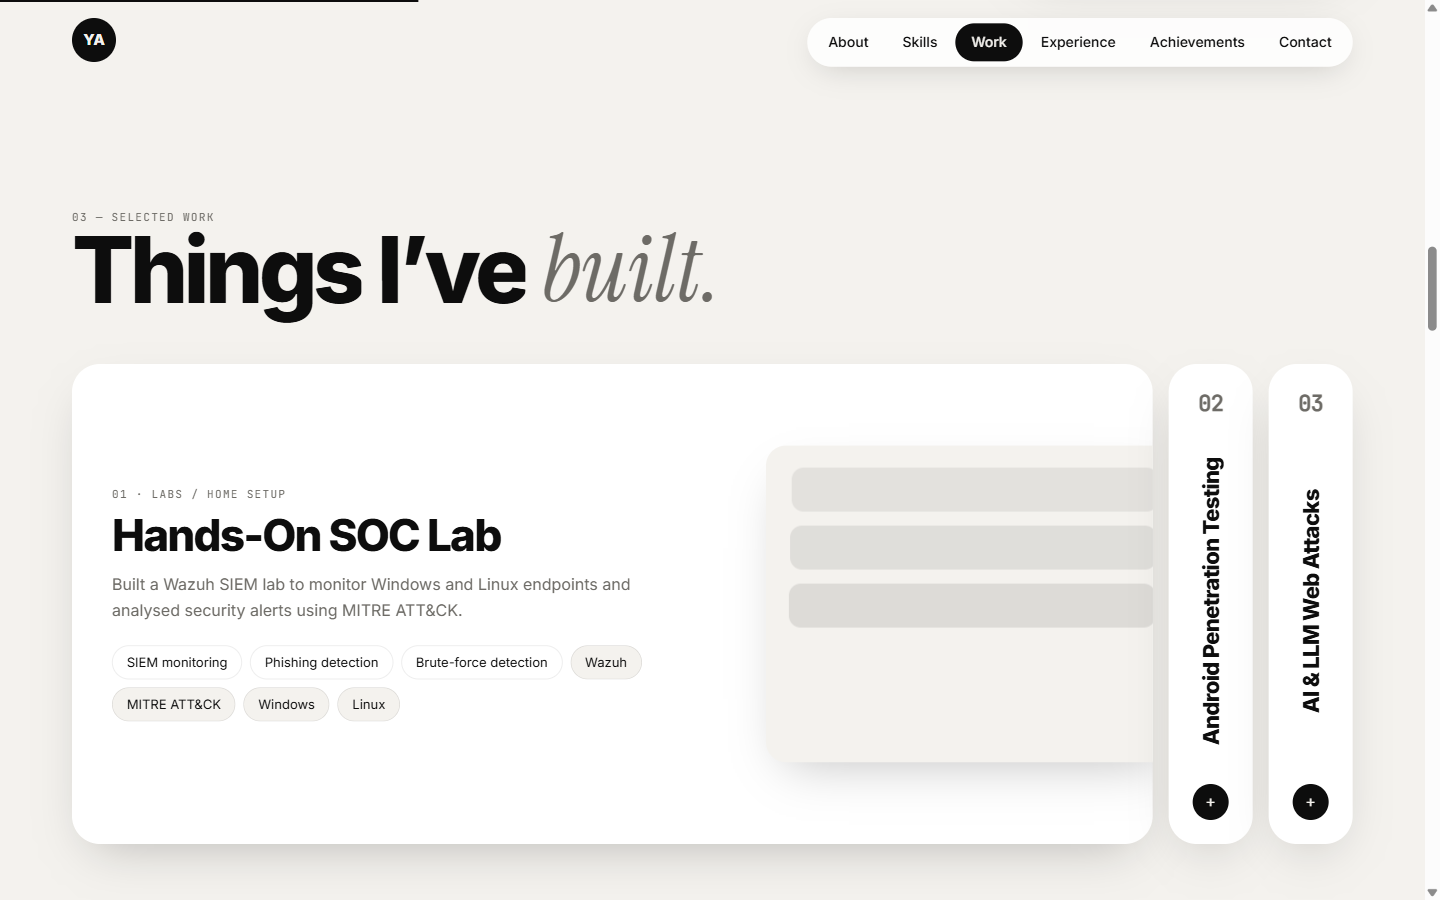 YA
About
Skills
Work
Experience
Achievements
Contact
03 — SELECTED WORK
Things I’ve built.
01 · LABS / HOME SETUP
Hands-On SOC Lab
Built a Wazuh SIEM lab to monitor Windows and Linux endpoints and
analysed security alerts using MITRE ATT&CK.
SIEM monitoring
Phishing detection
Brute-force detection
Wazuh
MITRE ATT&CK
Windows
Linux
02
Android Penetration Testing
+
03
AI & LLM Web Attacks
+